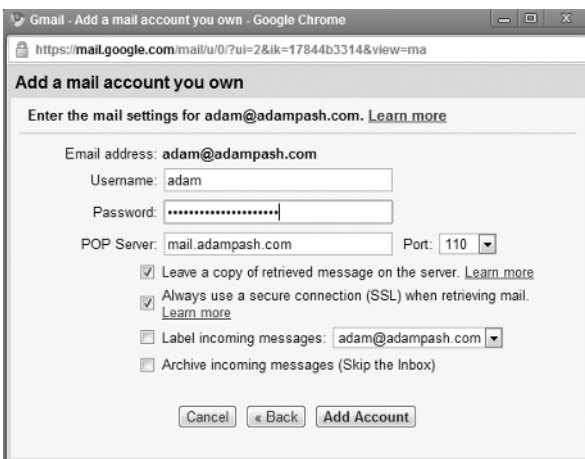 Gmail - Add a mail account you own - Google Chrome
https://mail.google.com/mail/u/0/?ui=2&ik=17844b3314&view=ma
Add a mail account you own
Enter the mail settings for adam@adampash.com. Learn more
Email address: adam@adampash.com
Username: adam
Password: •••••••••••••••••••••
POP Server: mail.adampash.com Port: 110
Leave a copy of retrieved message on the server. Learn more
Always use a secure connection (SSL) when retrieving mail.
Learn more
Label incoming messages: adam@adampash.com
Archive incoming messages (Skip the Inbox)
Cancel « Back Add Account